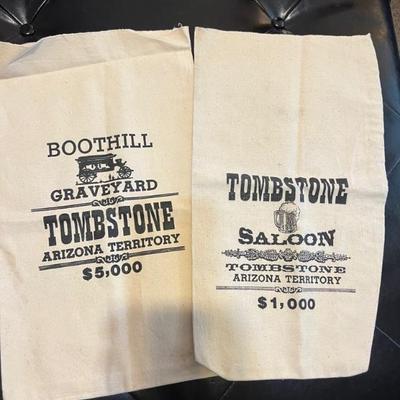 BOOTHILL
GRAVEYARD
TOMBSTONE
ARIZONA TERRITORY
$5,000
TOMBSTONE
SALOON
TOMBSTONE
ARIZONA TERRITORY
$1,000